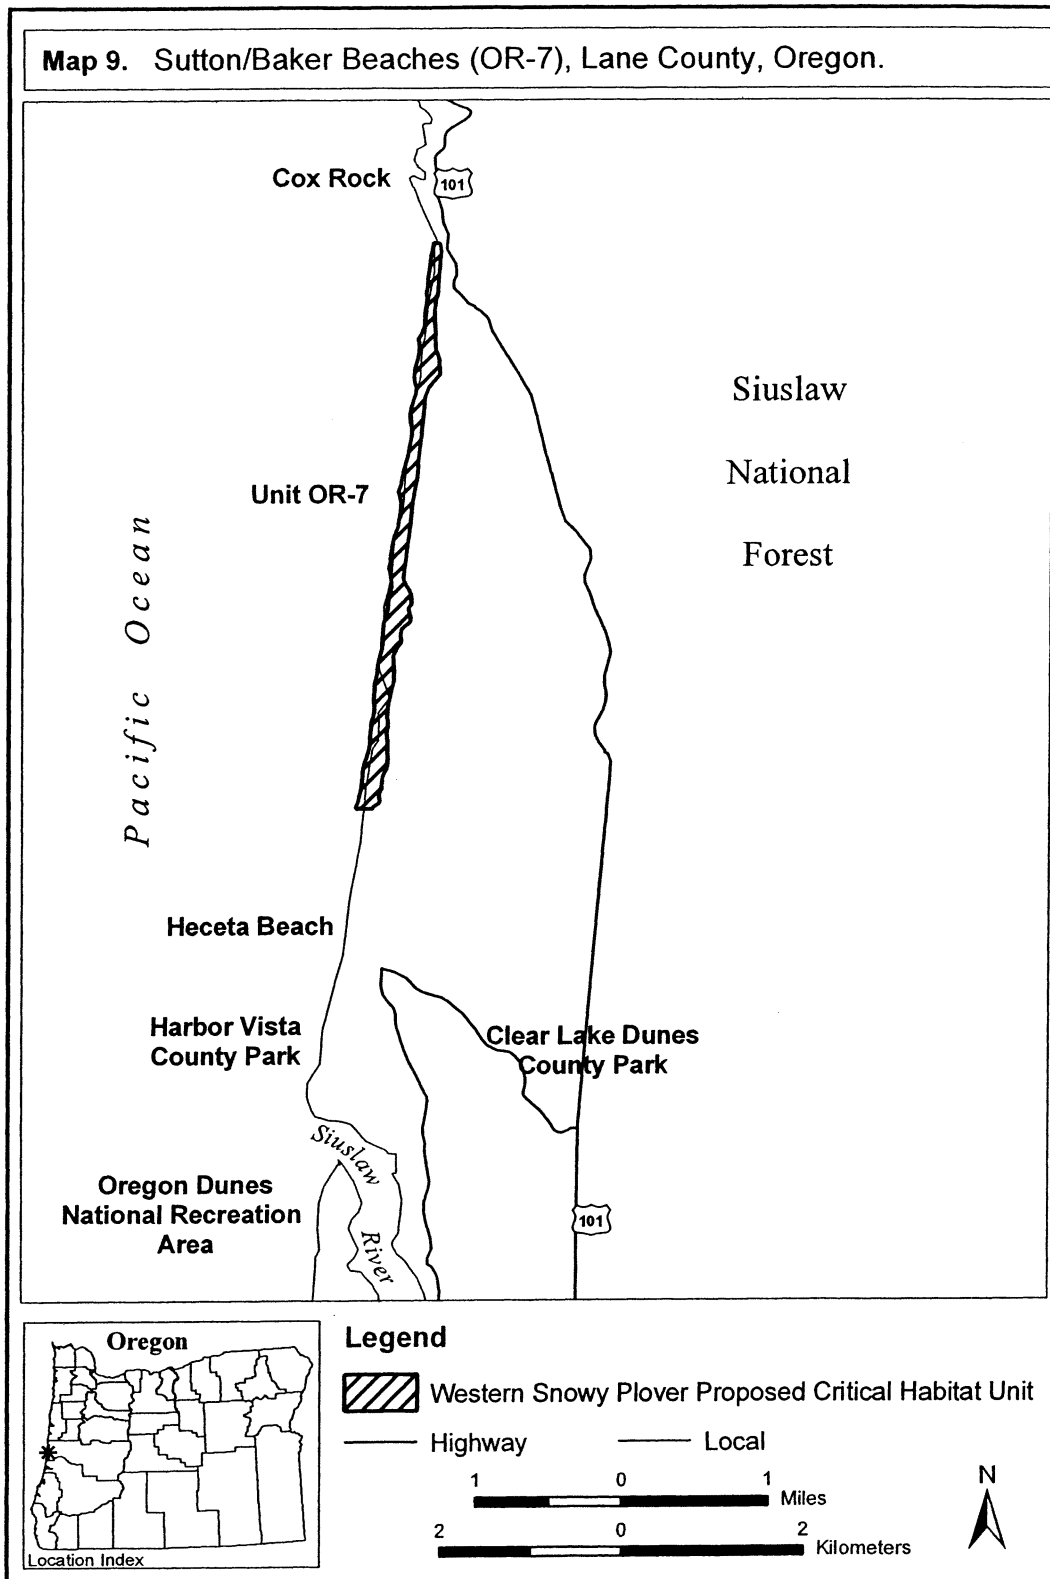 Map 9. Sutton/Baker Beaches (OR-7), Lane County, Oregon.
Cox Rock
101
Siuslaw
National
Forest
Unit OR-7
Pacific Ocean
Heceta Beach
Harbor Vista
County Park
Clear Lake Dunes
County Park
Siuslaw
River
Oregon Dunes
National Recreation
Area
101
Oregon
Location Index
Legend
Western Snowy Plover Proposed Critical Habitat Unit
Highway
Local
1 0 1
Miles
2 0 2
Kilometers
N